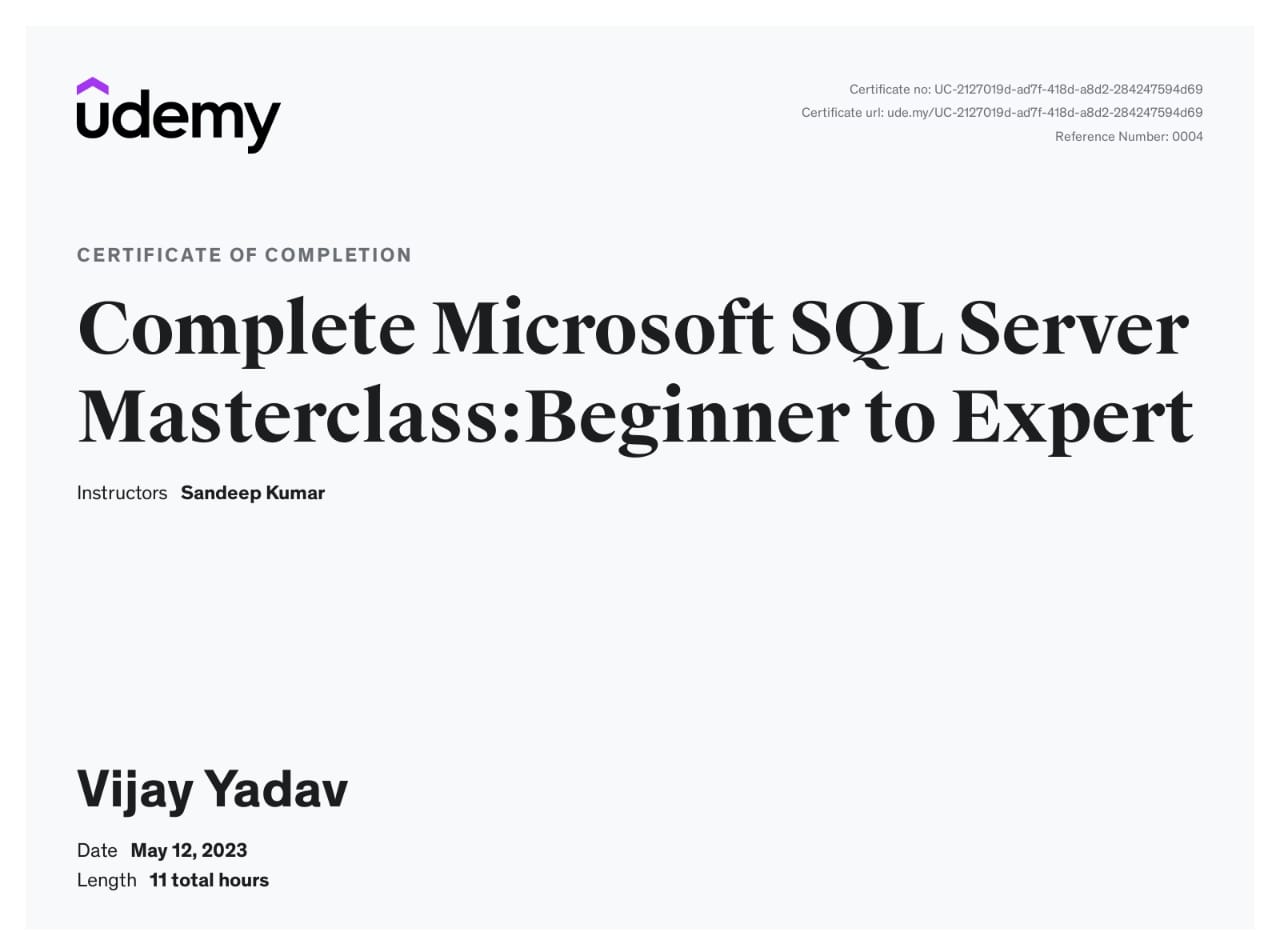 udemy
Certificate no: UC-2127019d-ad7f-418d-a8d2-284247594d69
Certificate url: ude.my/UC-2127019d-ad7f-418d-a8d2-284247594d69
Reference Number: 0004
CERTIFICATE OF COMPLETION
Complete Microsoft SQL Server
Masterclass:Beginner to Expert
Instructors Sandeep Kumar
Vijay Yadav
Date May 12, 2023
Length 11 total hours